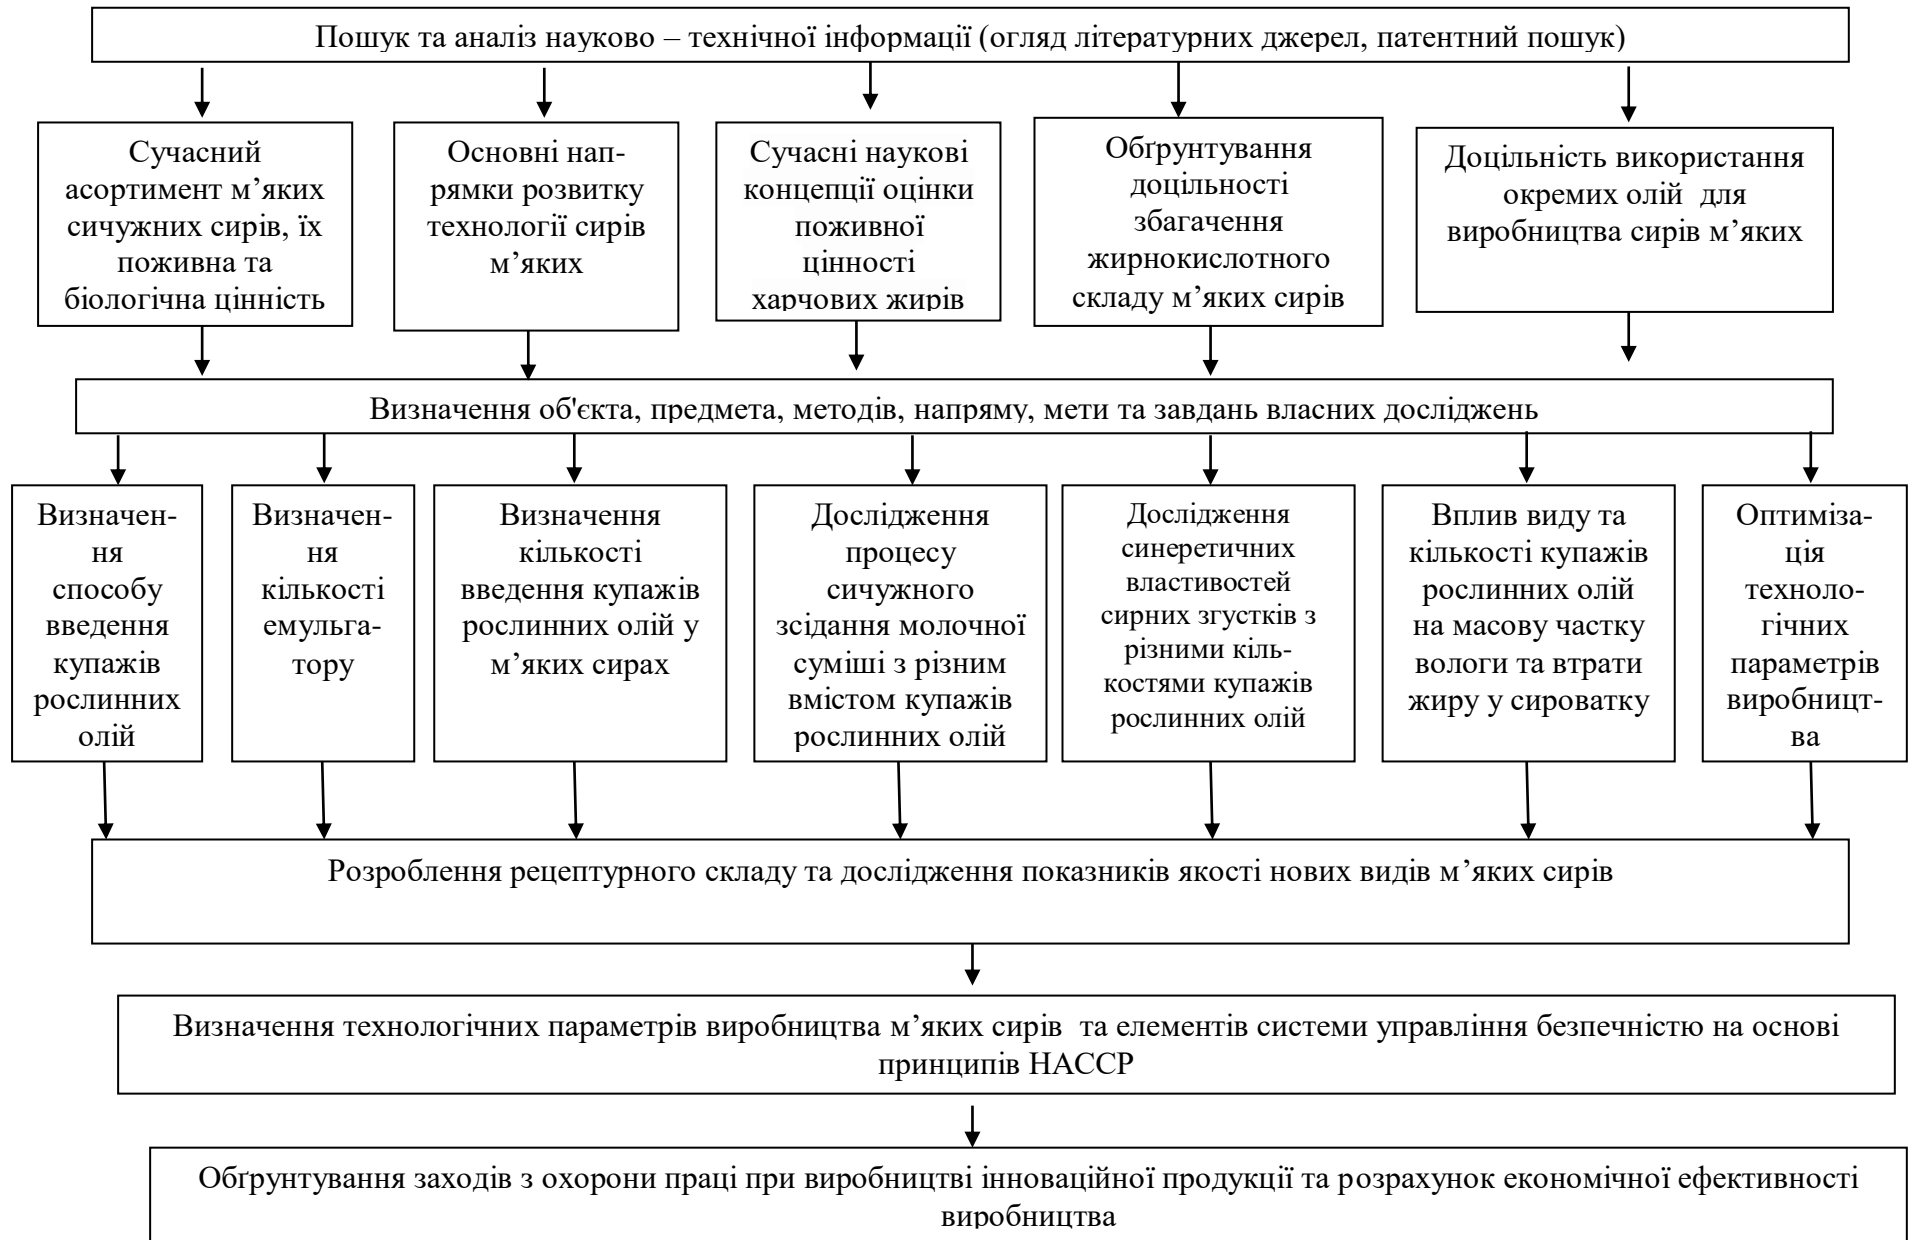 Пошук та аналіз науково – технічної інформації (огляд літературних джерел, патентний пошук)
Сучасний
асортимент м’яких
сичужних сирів, їх
поживна та
біологічна цінність
Основні нап-
рямки розвитку
технології сирів
м’яких
Сучасні наукові
концепції оцінки
поживної
цінності
харчових жирів
Обґрунтування
доцільності
збагачення
жирнокислотного
складу м’яких сирів
Доцільність використання
окремих олій для
виробництва сирів м’яких
Визначення об'єкта, предмета, методів, напряму, мети та завдань власних досліджень
Визначен-
ня
способу
введення
купажів
рослинних
олій
Визначен-
ня
кількості
емульга-
тору
Визначення
кількості
введення купажів
рослинних олій у
м’яких сирах
Дослідження
процесу
сичужного
зсідання молочної
суміші з різним
вмістом купажів
рослинних олій
Дослідження
синеретичних
властивостей
сирних згустків з
різними кіль-
костями купажів
рослинних олій
Вплив виду та
кількості купажів
рослинних олій
на масову частку
вологи та втрати
жиру у сироватку
Оптиміза-
ція
техноло-
гічних
параметрів
виробницт-
ва
Розроблення рецептурного складу та дослідження показників якості нових видів м’яких сирів
Визначення технологічних параметрів виробництва м’яких сирів та елементів системи управління безпечністю на основі
принципів НАССР
Обґрунтування заходів з охорони праці при виробництві інноваційної продукції та розрахунок економічної ефективності
виробництва